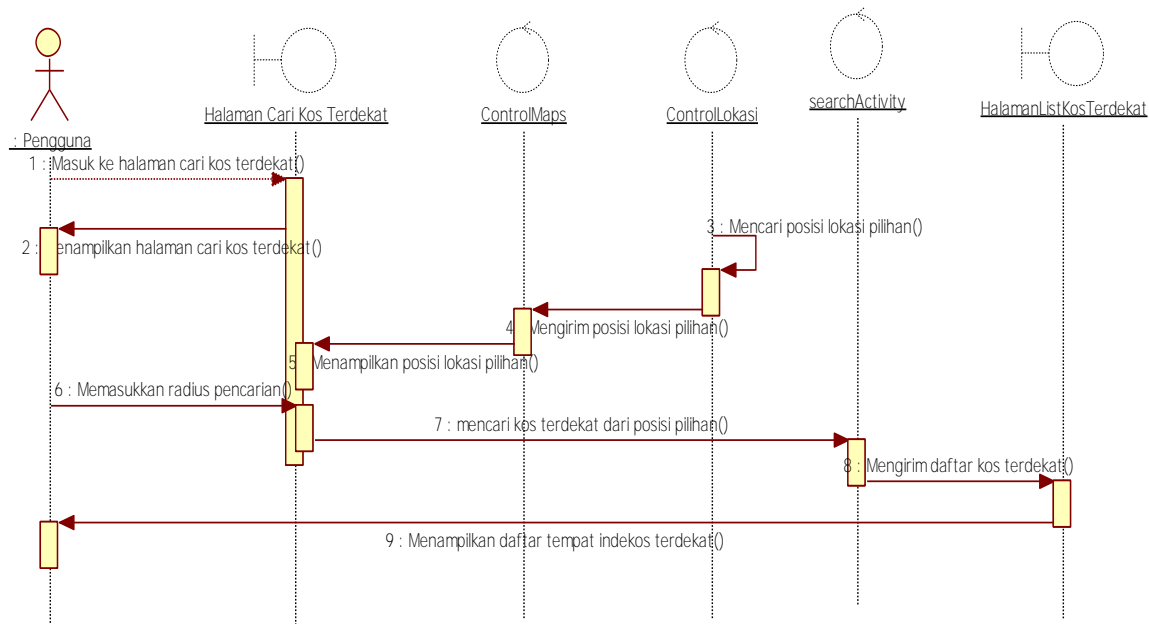 : Pengguna
Halaman Cari Kos Terdekat
ControlMaps
ControlLokasi
searchActivity
HalamanListKosTerdekat
1 : Masuk ke halaman cari kos terdekat()
2 : Menampilkan halaman cari kos terdekat()
3 : Mencari posisi lokasi pilihan()
4 : Mengirim posisi lokasi pilihan()
5 : Menampilkan posisi lokasi pilihan()
6 : Memasukkan radius pencarian()
7 : mencari kos terdekat dari posisi pilihan()
8 : Mengirim daftar kos terdekat()
9 : Menampilkan daftar tempat indekos terdekat()